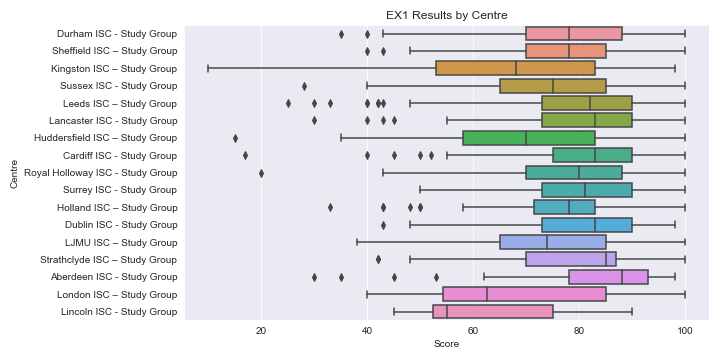 EX1 Results by Centre
Durham ISC - Study Group
Sheffield ISC – Study Group
Kingston ISC – Study Group
Sussex ISC - Study Group
Leeds ISC – Study Group
Lancaster ISC - Study Group
Huddersfield ISC – Study Group
Cardiff ISC - Study Group
Royal Holloway ISC - Study Group
Surrey ISC - Study Group
Holland ISC – Study Group
Dublin ISC - Study Group
LJMU ISC – Study Group
Strathclyde ISC - Study Group
Aberdeen ISC - Study Group
London ISC – Study Group
Lincoln ISC - Study Group
Centre
20 40 60 80 100
Score